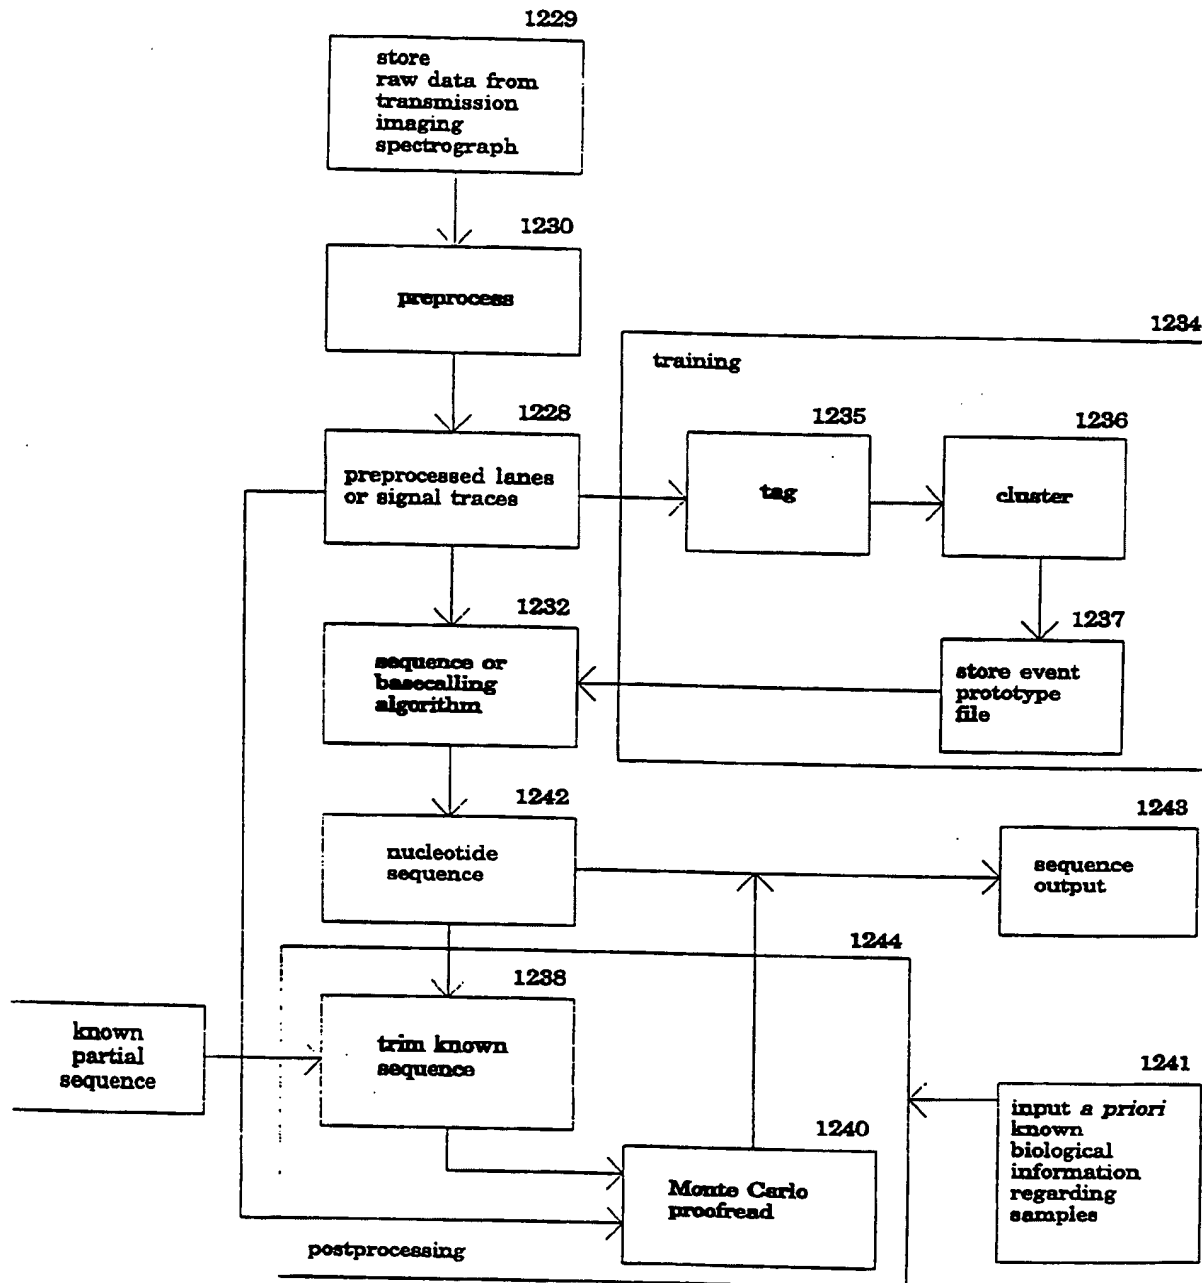 1229
store
raw data from
transmission
imaging
spectrograph
1230
preprocess
1234
training
1228
preprocessed lanes
or signal traces
1235
tag
1236
cluster
1232
sequence or
basecalling
algorithm
1237
store event
prototype
file
1242
nucleotide
sequence
1243
sequence
output
1244
1238
trim known
sequence
known
partial
sequence
1241
input a priori
known
biological
information
regarding
samples
1240
Monte Carlo
proofread
postprocessing